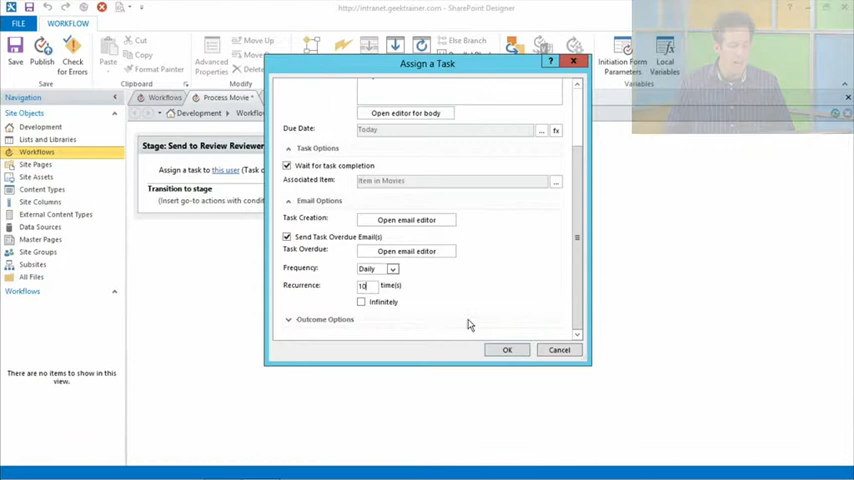 http://intranet.geektrainer.com - SharePoint Designer
FILE
WORKFLOW
Save
Publish
Check for Errors
Save
Paste
Cut
Copy
Format Painter
Advanced Properties
Move Up
Else Branch
Initiation Form Parameters
Local Variables
Variables
Assign a Task
Navigation
Site Objects
Development
Lists and Libraries
Workflows
Site Pages
Site Assets
Content Types
Site Columns
External Content Types
Data Sources
Master Pages
Site Groups
Subsites
All Files
Workflows
There are no items to show in this view.
Workflows
Process Movie *
Development
Stage: Send to Review Reviewer
Assign a task to this user (Task
Transition to stage
(Insert go-to actions with condition
Open editor for body
Due Date:
Today
...
fx
Task Options
Wait for task completion
Associated Item:
Item in Movies
...
Email Options
Task Creation:
Open email editor
Send Task Overdue Email(s)
Task Overdue:
Open email editor
Frequency:
Daily
Recurrence:
10
time(s)
Infinitely
Outcome Options
OK
Cancel